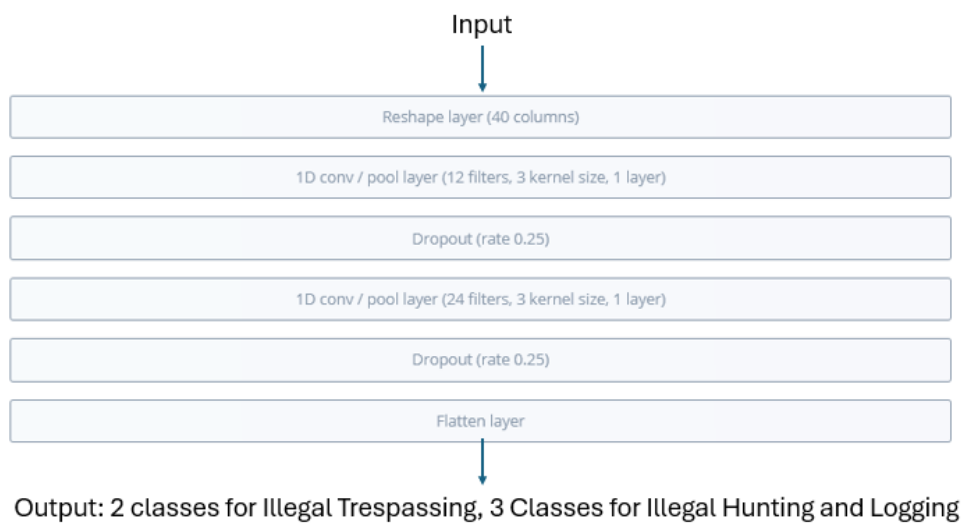 Input
Reshape layer (40 columns)
1D conv / pool layer (12 filters, 3 kernel size, 1 layer)
Dropout (rate 0.25)
1D conv / pool layer (24 filters, 3 kernel size, 1 layer)
Dropout (rate 0.25)
Flatten layer
Output: 2 classes for Illegal Trespassing, 3 Classes for Illegal Hunting and Logging